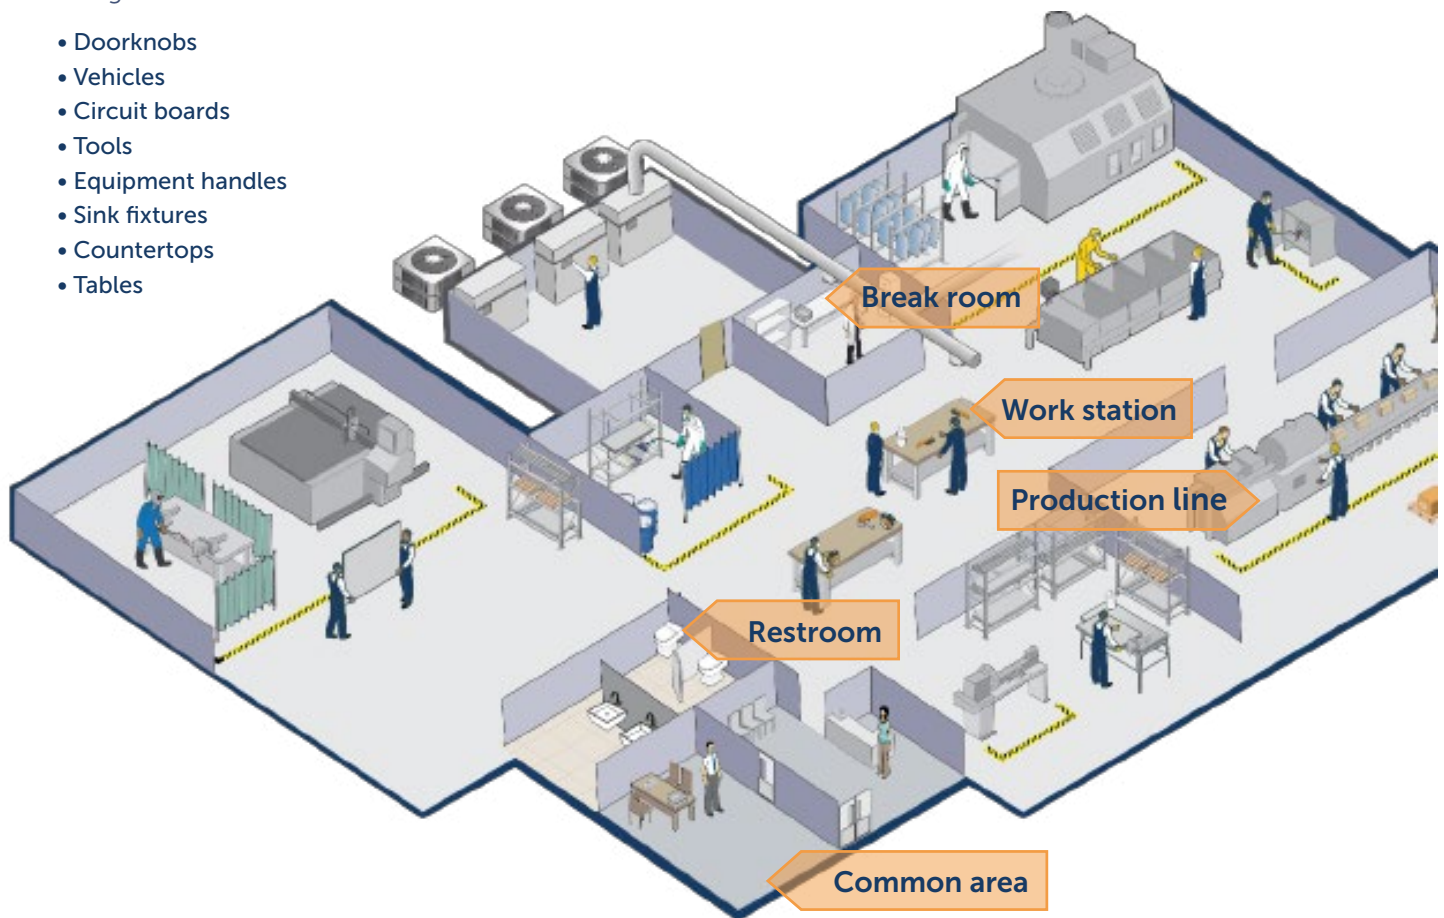 • Doorknobs
• Vehicles
• Circuit boards
• Tools
• Equipment handles
• Sink fixtures
• Countertops
• Tables
Break room
Work station
Production line
Restroom
Common area